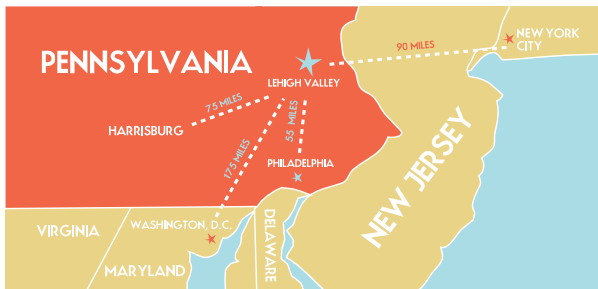 NEW YORK
CITY
90 MILES
PENNSYLVANIA
LEHIGH VALLEY
75 MILES
HARRISBURG
55 MILES
175 MILES
PHILADELPHIA
NEW JERSEY
VIRGINIA
WASHINGTON, D.C.
DELAWARE
MARYLAND